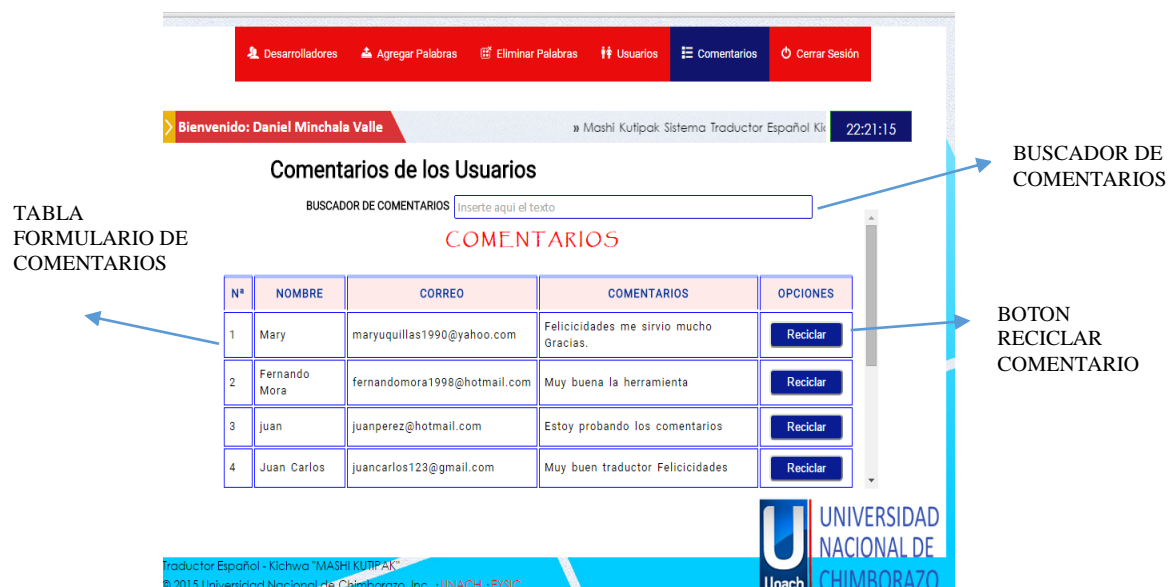 Desarrolladores Agregar Palabras Eliminar Palabras Usuarios Comentarios Cerrar Sesión
Bienvenido: Daniel Minchala Valle
» Mashi Kutipak Sistema Traductor Español Ki
22:21:15
Comentarios de los Usuarios
BUSCADOR DE COMENTARIOS Inserte aqui el texto
BUSCADOR DE
COMENTARIOS
TABLA
FORMULARIO DE
COMENTARIOS
COMENTARIOS
Nª NOMBRE CORREO COMENTARIOS OPCIONES
1 Mary maryuquillas1990@yahoo.com Felicicidades me sirvio mucho
Gracias. Reciclar
2 Fernando
Mora fernandomora1998@hotmail.com Muy buena la herramienta Reciclar
3 juan juanperez@hotmail.com Estoy probando los comentarios Reciclar
4 Juan Carlos juancarlos123@gmail.com Muy buen traductor Felicicidades Reciclar
BOTON
RECICLAR
COMENTARIO
UNIVERSIDAD
NACIONAL DE
CHIMBORAZO
Unach
Traductor Español - Kichwa "MASHI KUTIPAK"
© 2015 Universidad Nacional de Chimborazo, Inc. · UNACH